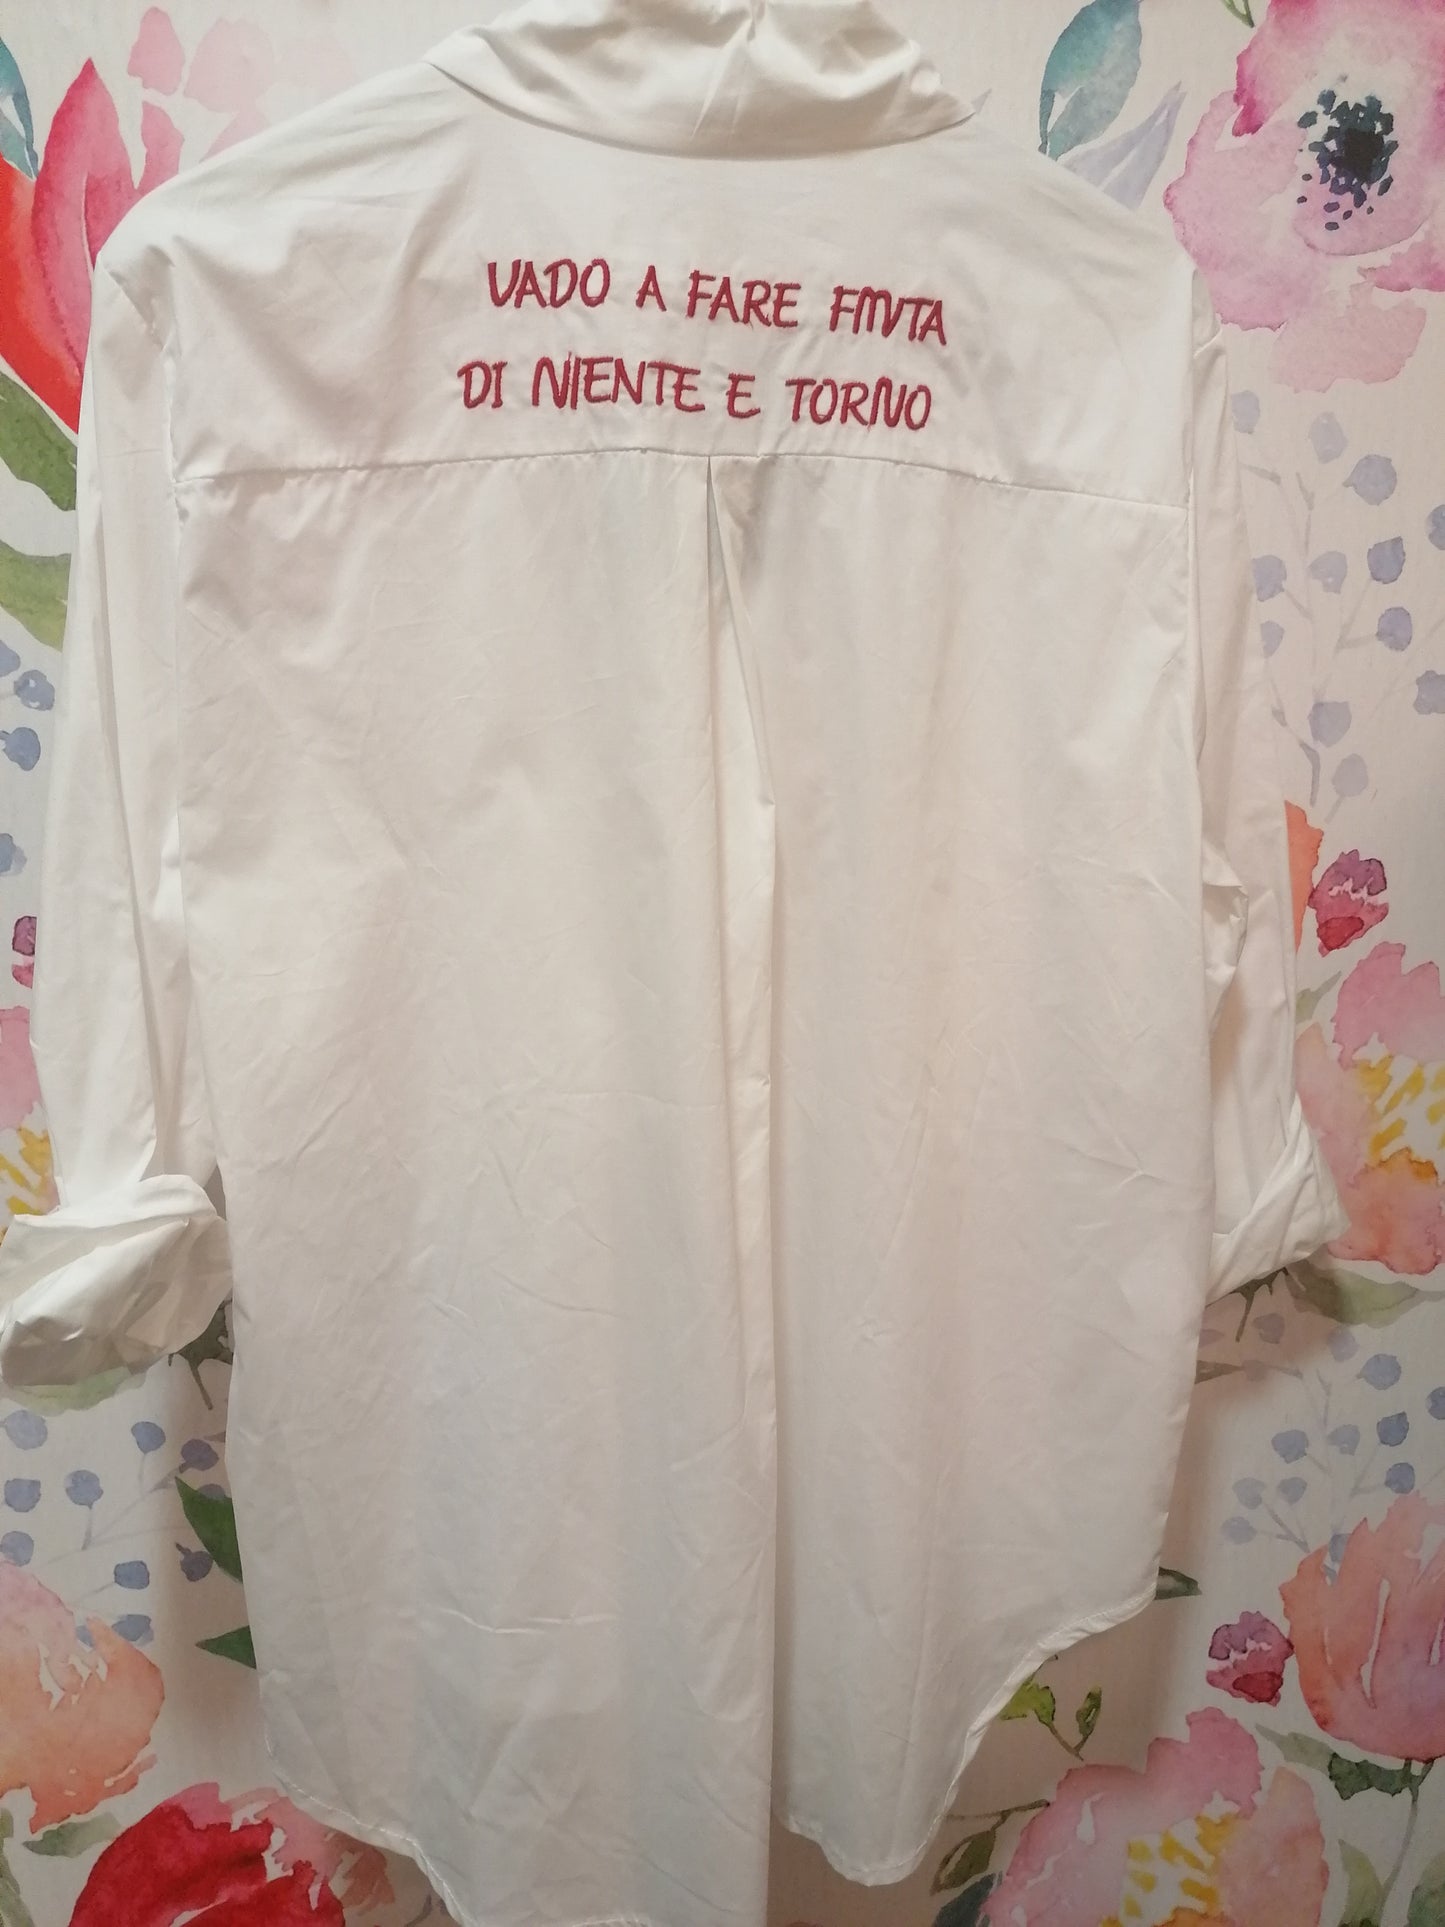 VADO A FARE FINTA
DI NIENTE E TORNO